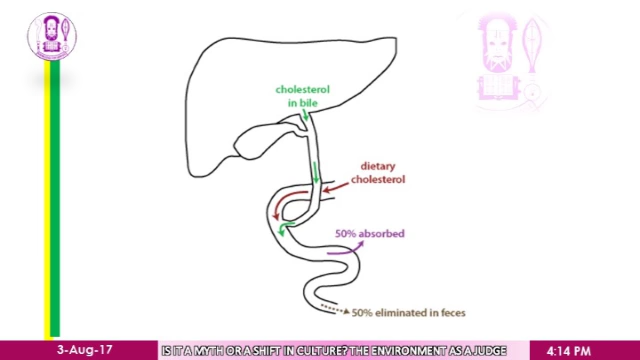 cholesterol
in bile
dietary
cholesterol
50% absorbed
50% eliminated in feces
3-Aug-17
IS IT A MYTH OR A SHIFT IN CULTURE? THE ENVIRONMENT AS A JUDGE
4:14 PM